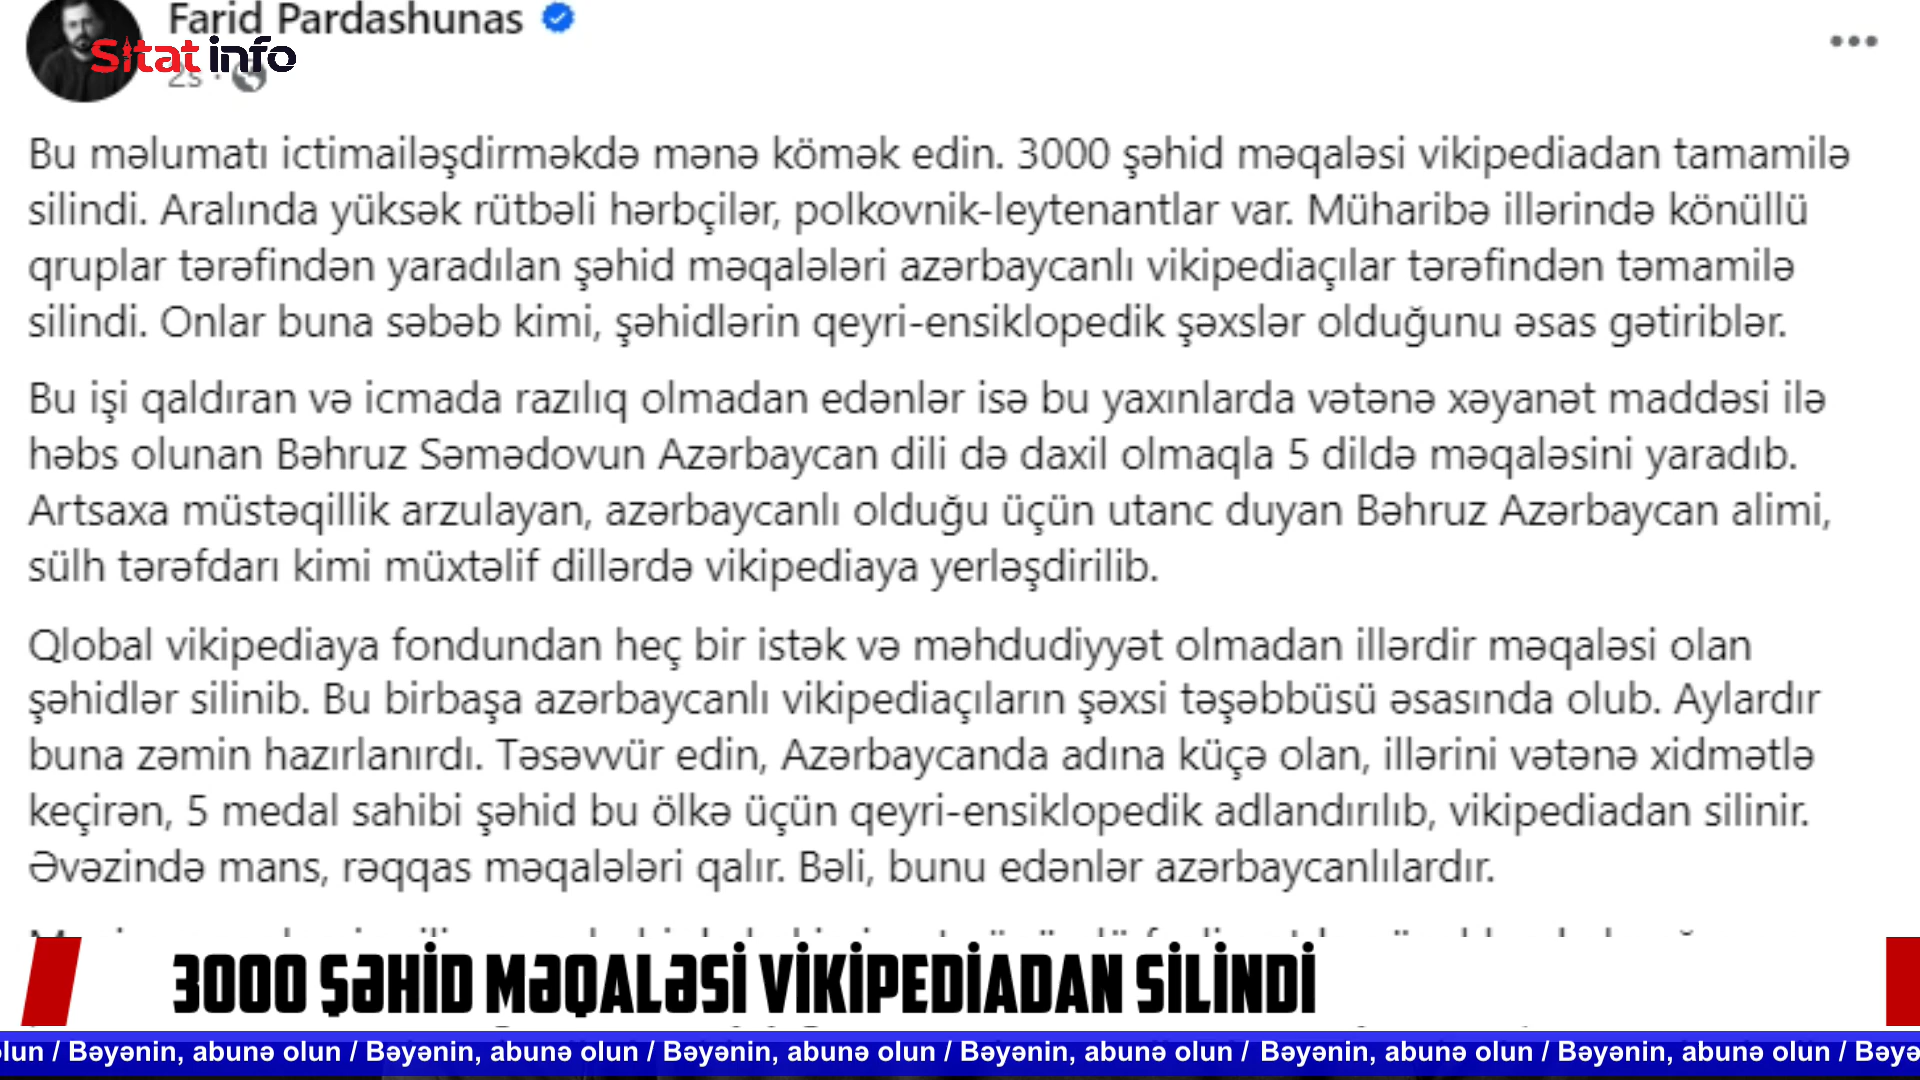 Farid Pardashunas
Sitat info
2s
Bu məlumatı ictimailəşdirməkdə mənə kömək edin. 3000 şəhid məqaləsi vikipediadan tamamilə
silindi. Aralında yüksək rütbəli hərbçilər, polkovnik-leytenantlar var. Müharibə illərində könüllü
qruplar tərəfindən yaradılan şəhid məqalələri azərbaycanlı vikipediaçılar tərəfindən təmamilə
silindi. Onlar buna səbəb kimi, şəhidlərin qeyri-ensiklopedik şəxslər olduğunu əsas gətiriblər.
Bu işi qaldıran və icmada razılıq olmadan edənlər isə bu yaxınlarda vətənə xəyanət maddəsi ilə
həbs olunan Bəhruz Səmədovun Azərbaycan dili də daxil olmaqla 5 dildə məqaləsini yaradıb.
Artsaxa müstəqillik arzulayan, azərbaycanlı olduğu üçün utanc duyan Bəhruz Azərbaycan alimi,
sülh tərəfdarı kimi müxtəlif dillərdə vikipediaya yerləşdirilib.
Qlobal vikipediaya fondundan heç bir istək və məhdudiyyət olmadan illərdir məqaləsi olan
şəhidlər silinib. Bu birbaşa azərbaycanlı vikipediaçıların şəxsi təşəbbüsü əsasında olub. Aylardır
buna zəmin hazırlanırdı. Təsəvvür edin, Azərbaycanda adına küçə olan, illərini vətənə xidmətlə
keçirən, 5 medal sahibi şəhid bu ölkə üçün qeyri-ensiklopedik adlandırılıb, vikipediadan silinir.
Əvəzində mans, rəqqas məqalələri qalır. Bəli, bunu edənlər azərbaycanlılardır.
3000 ŞƏHİD MƏQALƏSİ VİKİPEDİADAN SİLİNDİ
olun / Bəyənin, abunə olun / Bəyənin, abunə olun / Bəyənin, abunə olun / Bəyənin, abunə olun / Bəyənin, abunə olun / Bəyənin, abunə olun / Bəyə